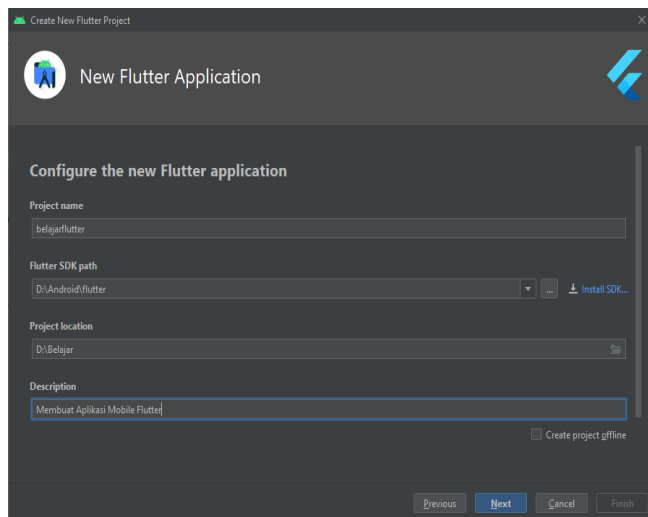 Create New Flutter Project
New Flutter Application
Configure the new Flutter application
Project name
belajarflutter
Flutter SDK path
D:\Android\flutter
... Install SDK...
Project location
D:\Belajar
Description
Membuat Aplikasi Mobile Flutter
Create project offline
Previous Next Cancel Finish